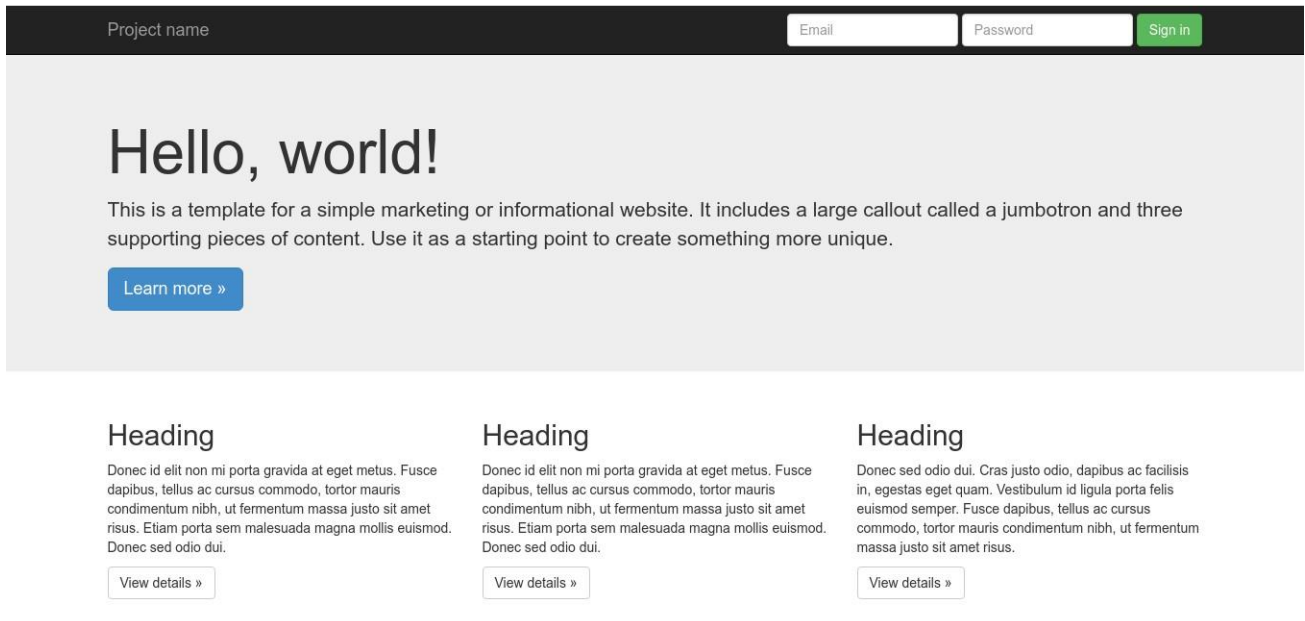 Project name
Email
Password
Sign in
Hello, world!
This is a template for a simple marketing or informational website. It includes a large callout called a jumbotron and three
supporting pieces of content. Use it as a starting point to create something more unique.
Learn more »
Heading
Donec id elit non mi porta gravida at eget metus. Fusce
dapibus, tellus ac cursus commodo, tortor mauris
condimentum nibh, ut fermentum massa justo sit amet
risus. Etiam porta sem malesuada magna mollis euismod.
Donec sed odio dui.
View details »
Heading
Donec id elit non mi porta gravida at eget metus. Fusce
dapibus, tellus ac cursus commodo, tortor mauris
condimentum nibh, ut fermentum massa justo sit amet
risus. Etiam porta sem malesuada magna mollis euismod.
Donec sed odio dui.
View details »
Heading
Donec sed odio dui. Cras justo odio, dapibus ac facilisis
in, egestas eget quam. Vestibulum id ligula porta felis
euismod semper. Fusce dapibus, tellus ac cursus
commodo, tortor mauris condimentum nibh, ut fermentum
massa justo sit amet risus.
View details »